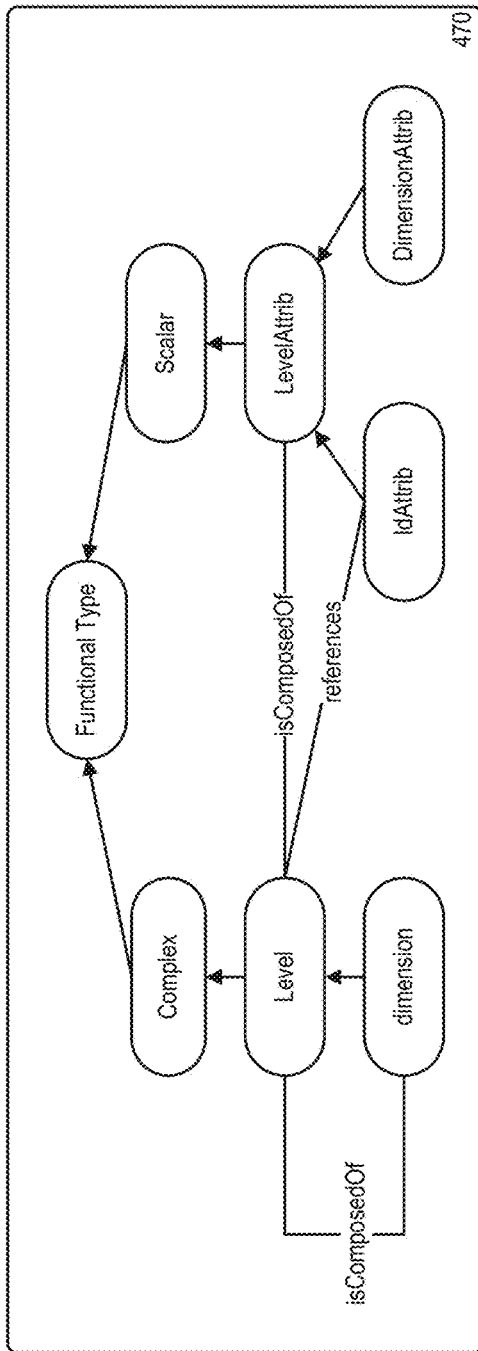 Functional Type
Complex
Scalar
Level
isComposedOf
LevelAttrib
references
isComposedOf
dimension
IdAttrib
DimensionAttrib
470